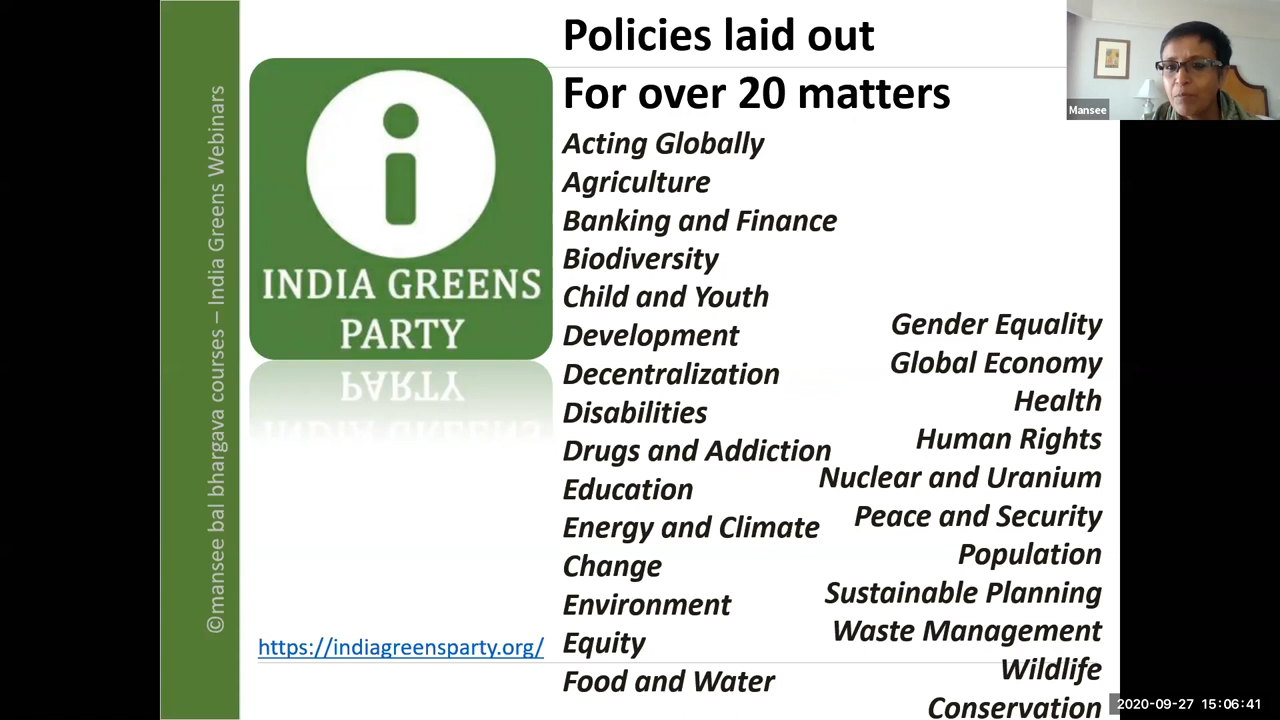 Policies laid out
For over 20 matters
Acting Globally
Agriculture
Banking and Finance
Biodiversity
Child and Youth
Development
Decentralization
Disabilities
Drugs and Addiction
Education
Energy and Climate
Change
Environment
Equity
Food and Water
Gender Equality
Global Economy
Health
Human Rights
Nuclear and Uranium
Peace and Security
Population
Sustainable Planning
Waste Management
Wildlife
Conservation
INDIA GREENS
PARTY
https://indiagreensparty.org/
©mansee bal bhargava courses – India Greens Webinars
Mansee
2020-09-27 15:06:41